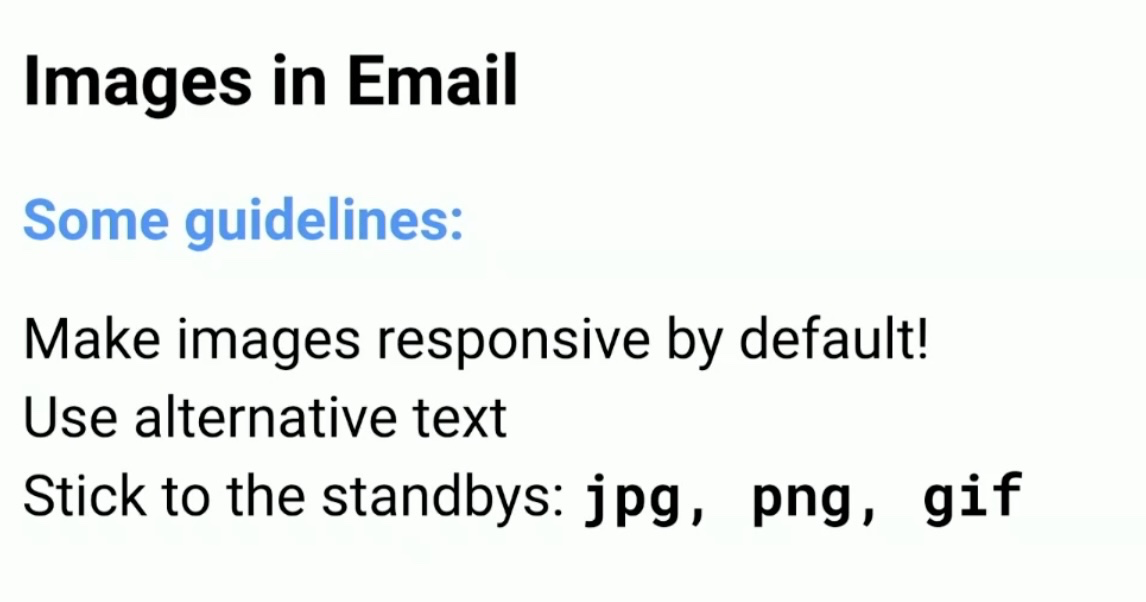 Images in Email
Some guidelines:
Make images responsive by default!
Use alternative text
Stick to the standbys: jpg, png, gif